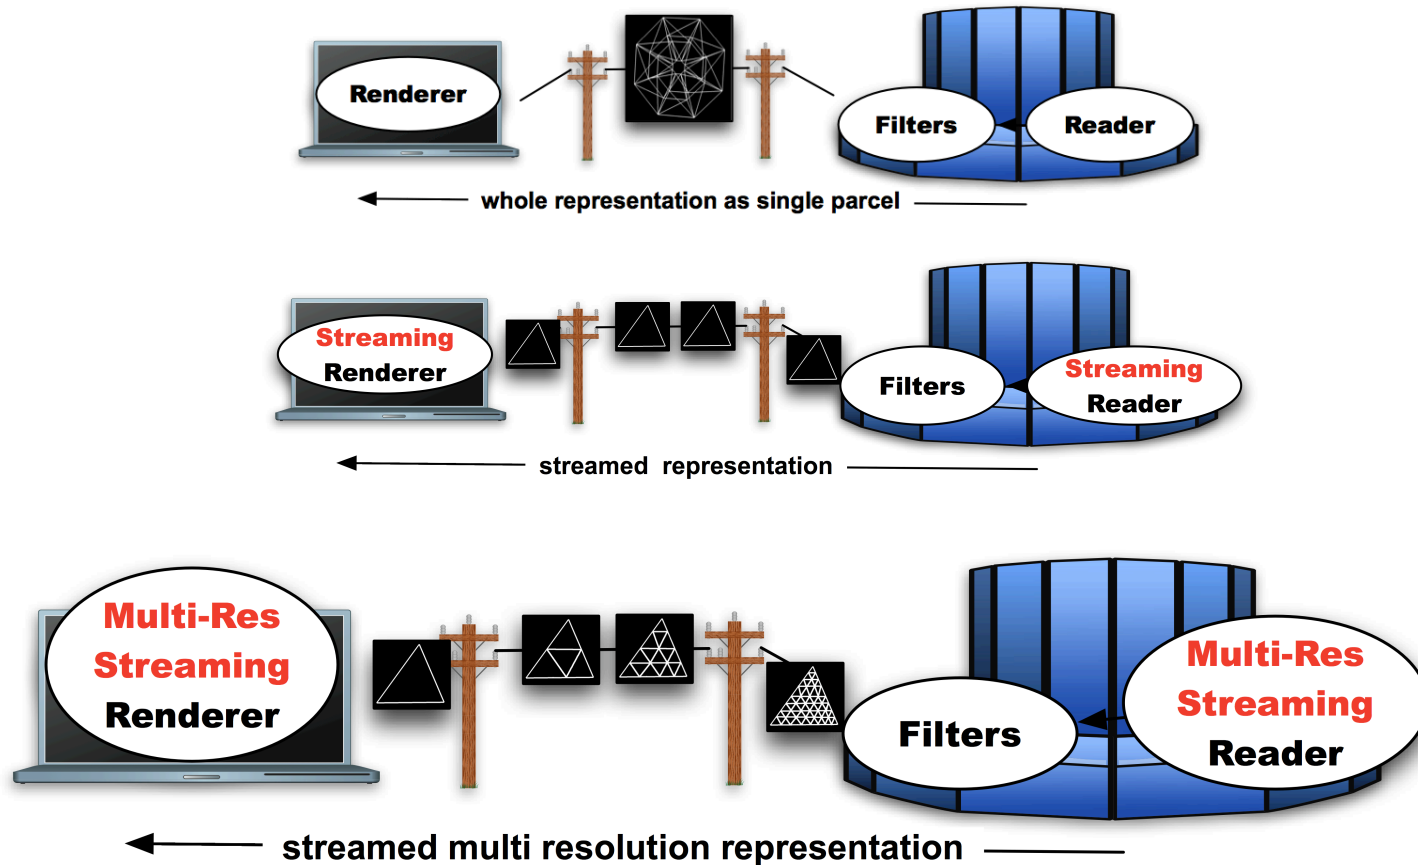 Renderer
Filters
Reader
whole representation as single parcel
Streaming
Renderer
Filters
Streaming
Reader
streamed representation
Multi-Res
Streaming
Renderer
Filters
Multi-Res
Streaming
Reader
streamed multi resolution representation